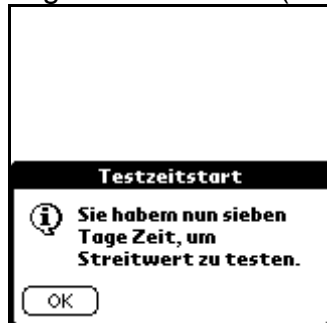 Testzeitstart
Sie habem nun sieben
Tage Zeit, um
Streitwert zu testen.
OK